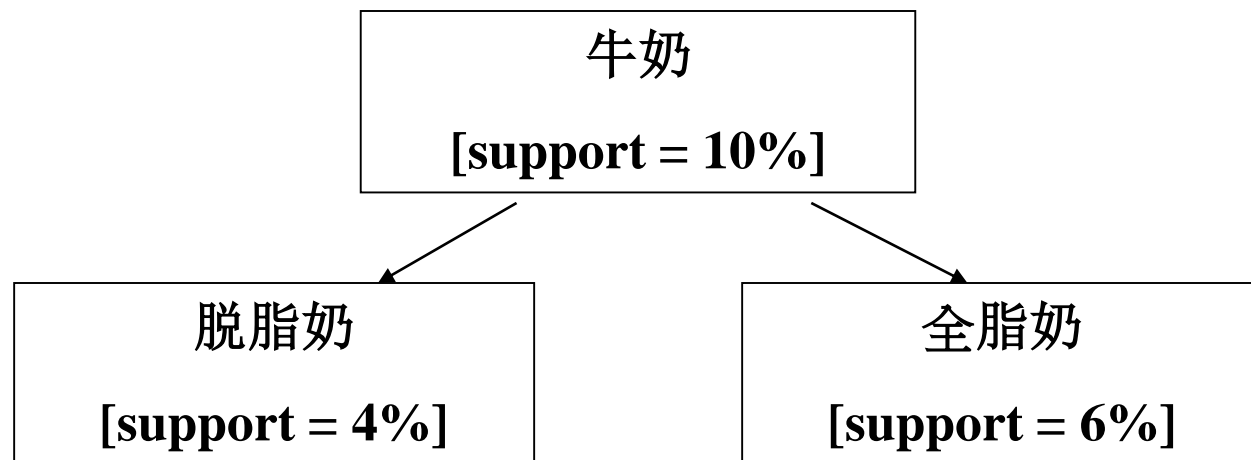 牛奶
[support = 10%]
脱脂奶
[support = 4%]
全脂奶
[support = 6%]